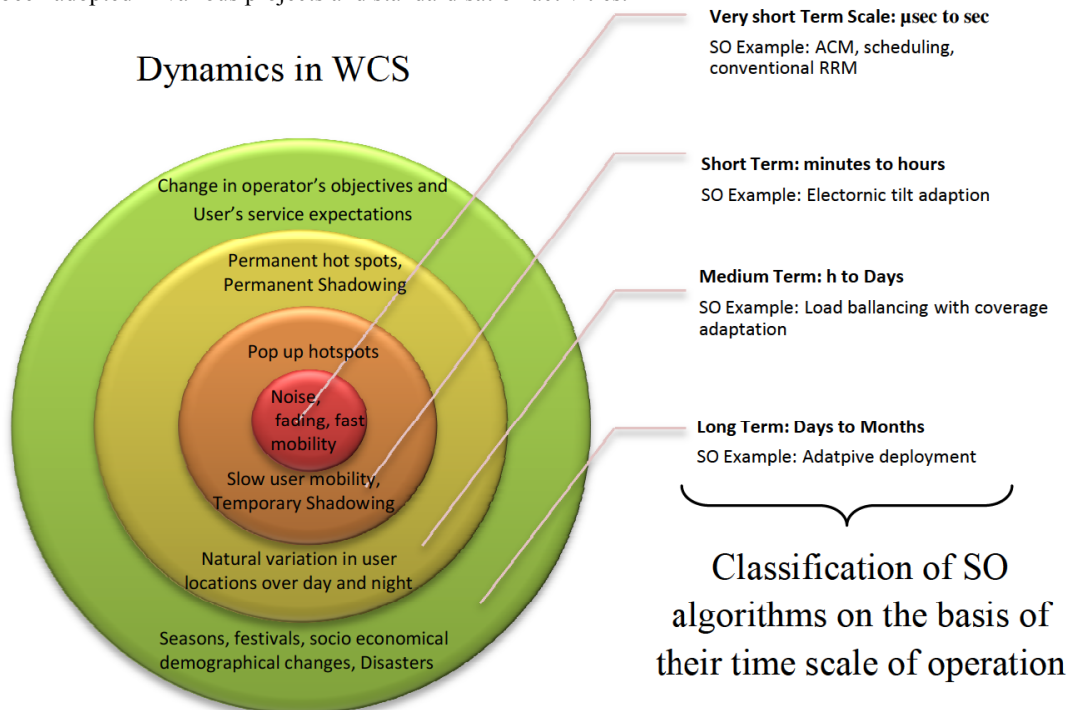 Dynamics in WCS
Change in operator's objectives and
User's service expectations
Permanent hot spots,
Permanent Shadowing
Pop up hotspots
Noise,
fading, fast
mobility
Slow user mobility,
Temporary Shadowing
Natural variation in user
locations over day and night
Seasons, festivals, socio economical
demographical changes, Disasters
Very short Term Scale: µsec to sec
SO Example: ACM, scheduling,
conventional RRM
Short Term: minutes to hours
SO Example: Electornic tilt adaption
Medium Term: h to Days
SO Example: Load ballancing with coverage
adaptation
Long Term: Days to Months
SO Example: Adatpive deployment
Classification of SO
algorithms on the basis of
their time scale of operation